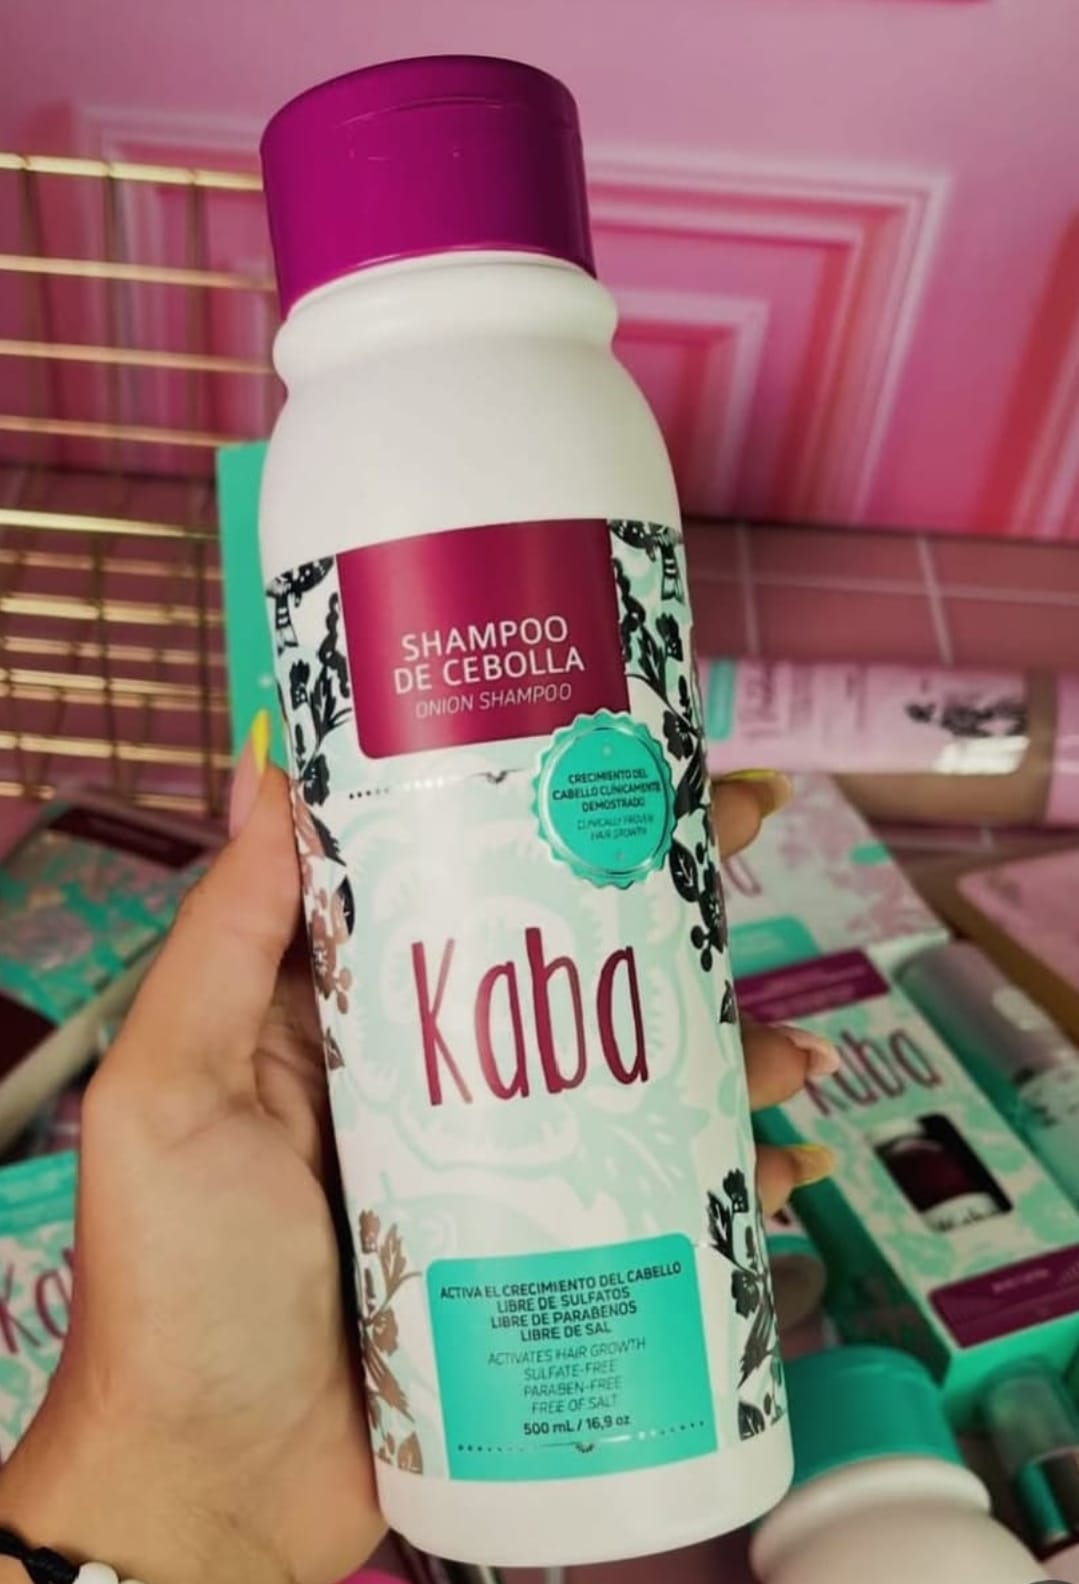 SHAMPOO
DE CEBOLLA
ONION SHAMPOO
CRECIMIENTO DEL
CABELLO CLÍNICAMENTE
DEMOSTRADO
CLINICALLY PROVEN
HAIR GROWTH
Kaba
ACTIVA EL CRECIMIENTO DEL CABELLO
LIBRE DE SULFATOS
LIBRE DE PARABENOS
LIBRE DE SAL
ACTIVATES HAIR GROWTH
SULFATE-FREE
PARABEN-FREE
FREE OF SALT
500 mL / 16,9 oz
Kaba